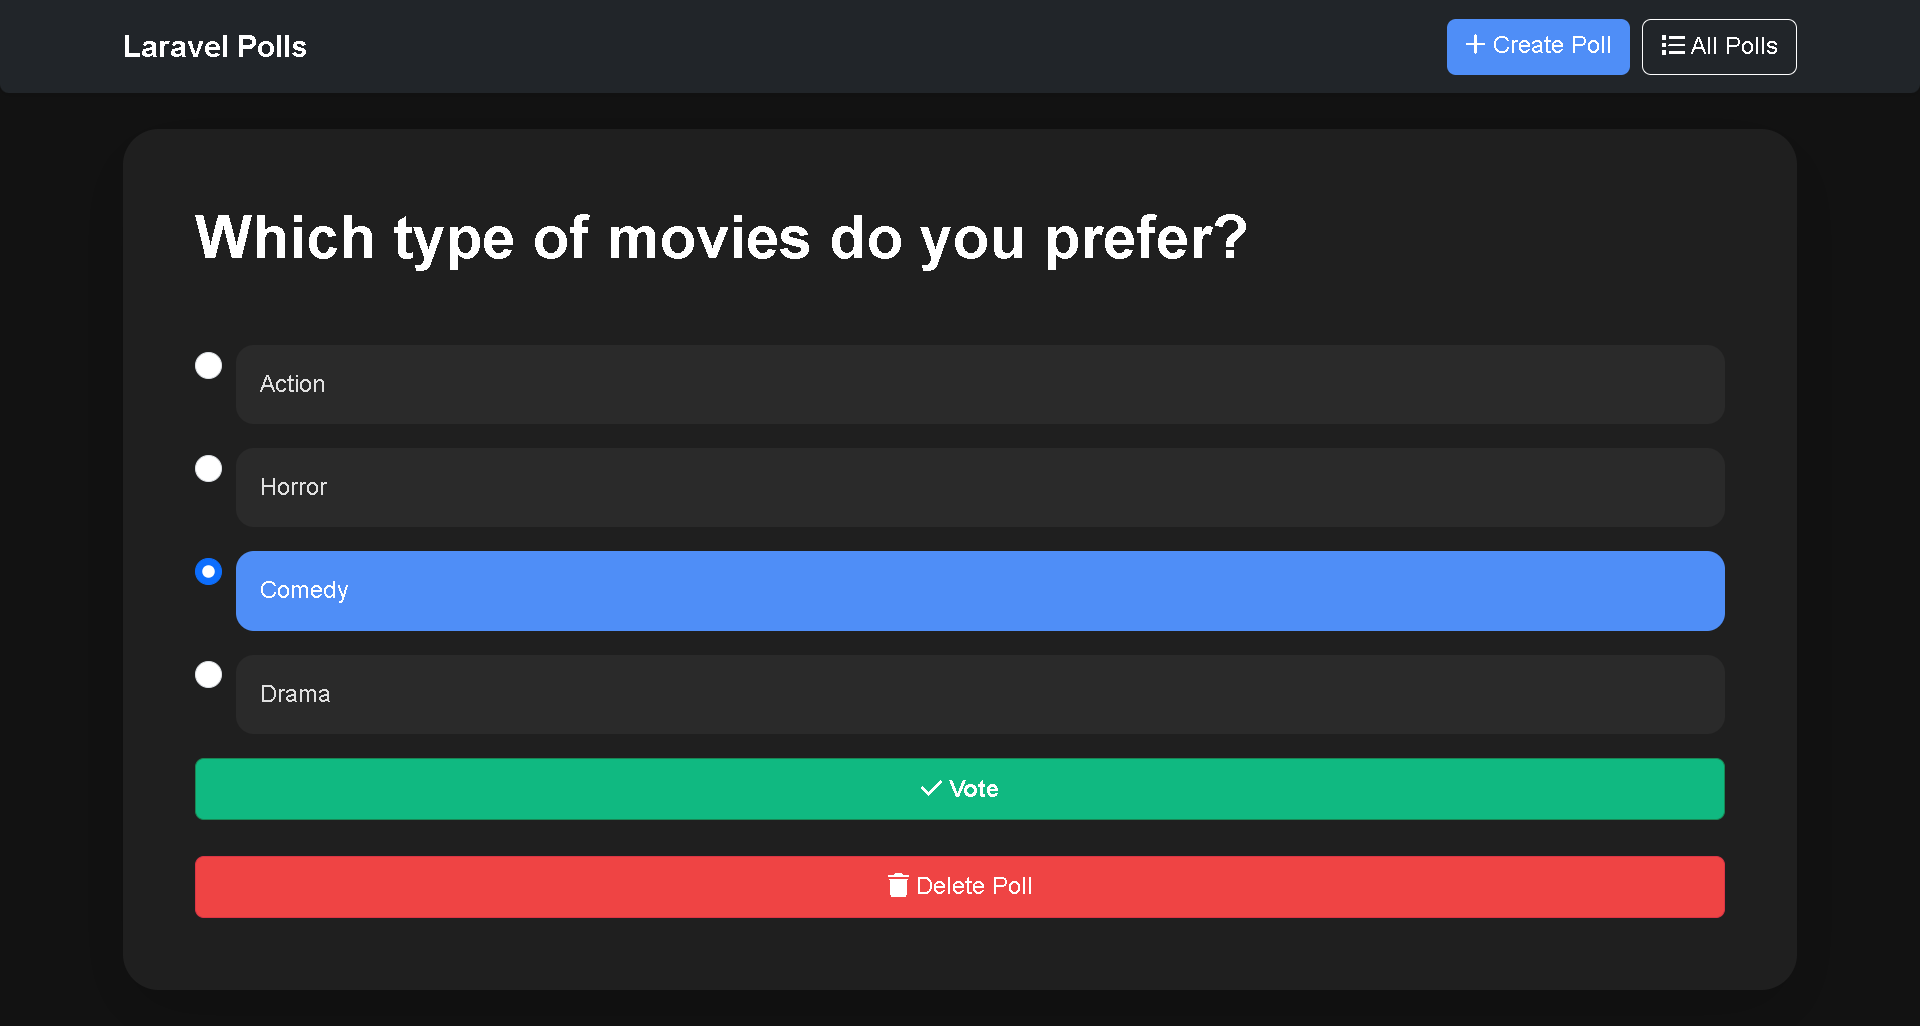 Laravel Polls
Create Poll
All Polls
Which type of movies do you prefer?
Action
Horror
Comedy
Drama
Vote
Delete Poll